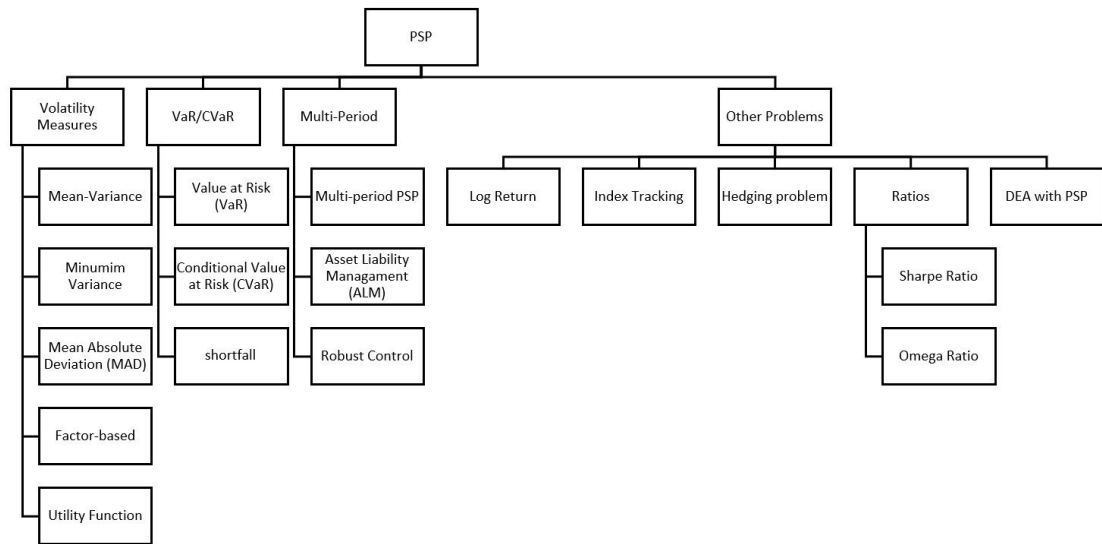 PSP
Volatility
Measures
VaR/CVaR
Multi-Period
Other Problems
Mean-Variance
Value at Risk
(VaR)
Multi-period PSP
Log Return
Index Tracking
Hedging problem
Ratios
DEA with PSP
Minumim
Variance
Conditional Value
at Risk (CVaR)
Asset Liability
Managament
(ALM)
Sharpe Ratio
Mean Absolute
Deviation (MAD)
shortfall
Robust Control
Omega Ratio
Factor-based
Utility Function